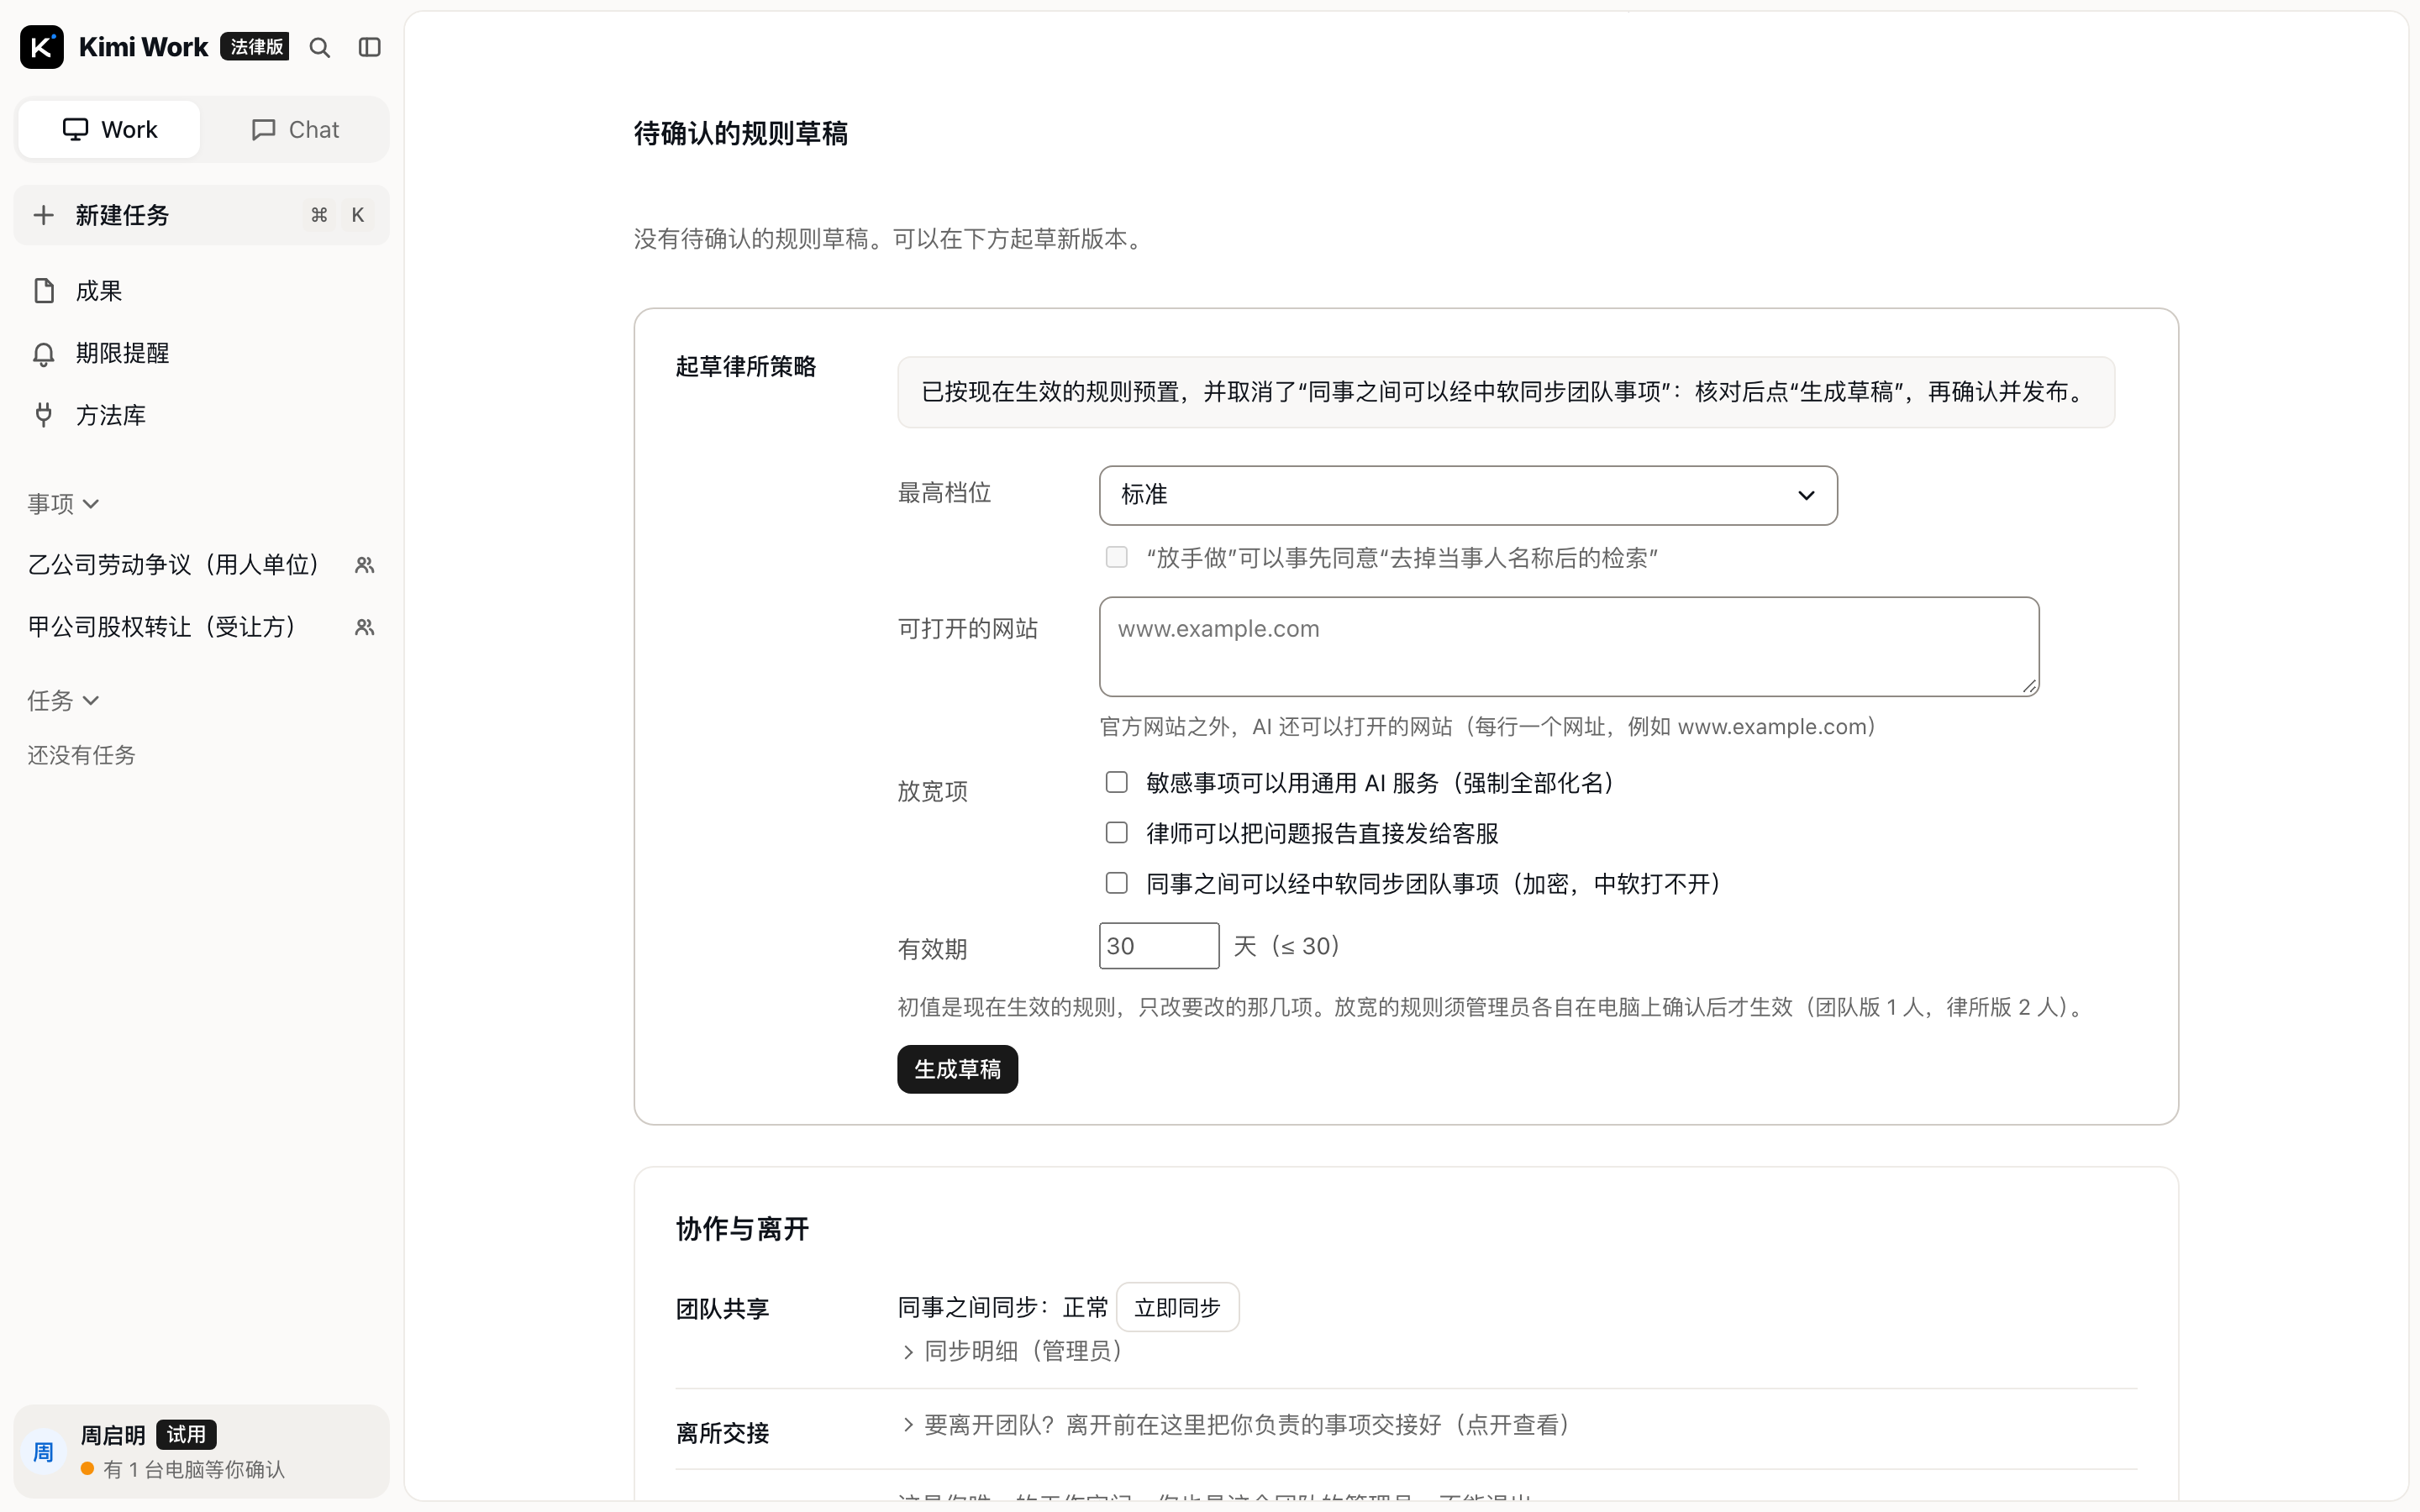 Kimi Work 法律版
Work
Chat
新建任务 ⌘ K
成果
期限提醒
方法库
事项
乙公司劳动争议（用人单位）
甲公司股权转让（受让方）
任务
还没有任务
周
周启明 试用
有 1 台电脑等你确认
待确认的规则草稿
没有待确认的规则草稿。可以在下方起草新版本。
起草律所策略
已按现在生效的规则预置，并取消了“同事之间可以经中软同步团队事项”：核对后点“生成草稿”，再确认并发布。
最高档位
标准
“放手做”可以事先同意“去掉当事人名称后的检索”
可打开的网站
www.example.com
官方网站之外，AI 还可以打开的网站（每行一个网址，例如 www.example.com）
放宽项
敏感事项可以用通用 AI 服务（强制全部化名）
律师可以把问题报告直接发给客服
同事之间可以经中软同步团队事项（加密，中软打不开）
有效期
30 天（≤ 30）
初值是现在生效的规则，只改要改的那几项。放宽的规则须管理员各自在电脑上确认后才生效（团队版 1 人，律所版 2 人）。
生成草稿
协作与离开
团队共享
同事之间同步：正常 立即同步
同步明细（管理员）
离所交接
要离开团队？离开前在这里把你负责的事项交接好（点开查看）